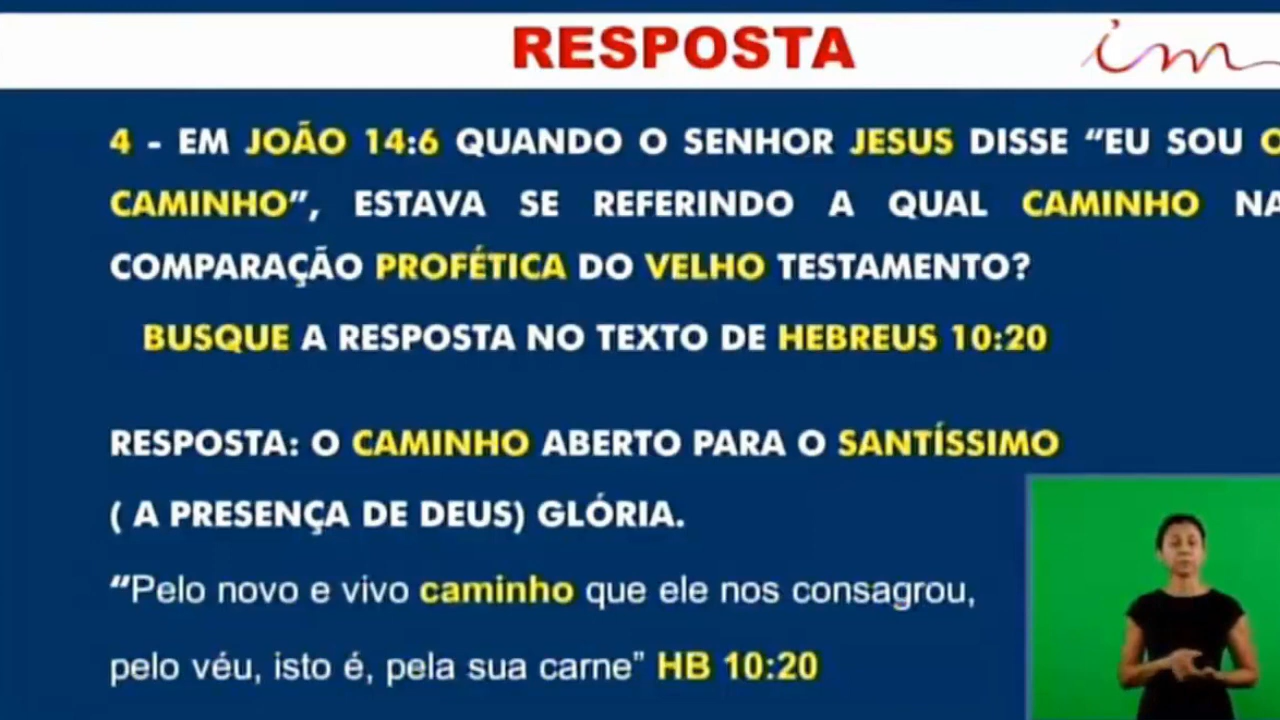 RESPOSTA
im
4 - EM JOÃO 14:6 QUANDO O SENHOR JESUS DISSE “EU SOU O
CAMINHO”, ESTAVA SE REFERINDO A QUAL CAMINHO NA
COMPARAÇÃO PROFÉTICA DO VELHO TESTAMENTO?
BUSQUE A RESPOSTA NO TEXTO DE HEBREUS 10:20
RESPOSTA: O CAMINHO ABERTO PARA O SANTÍSSIMO
( A PRESENÇA DE DEUS) GLÓRIA.
“Pelo novo e vivo caminho que ele nos consagrou,
pelo véu, isto é, pela sua carne” HB 10:20